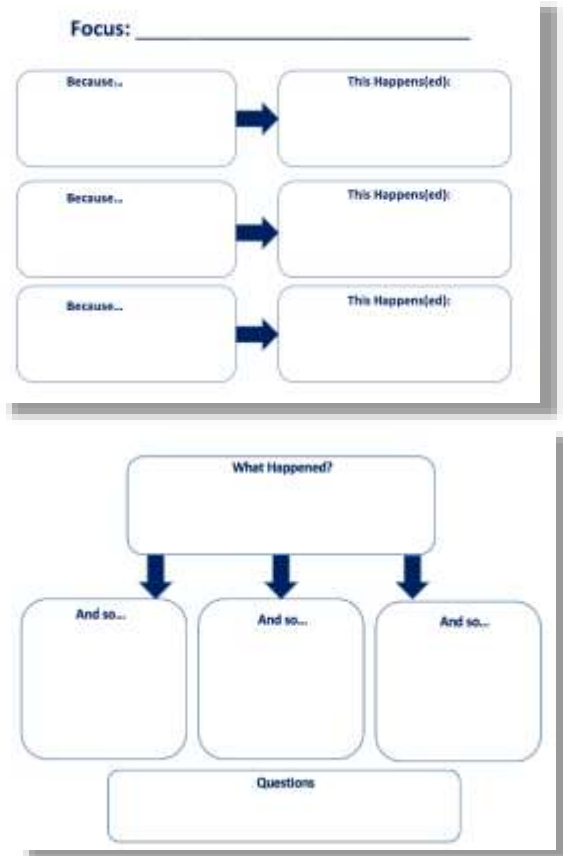 Focus: ______________________________
Because... This Happens(ed):
Because... This Happens(ed):
Because... This Happens(ed):
What Happened?
And so... And so... And so...
Questions